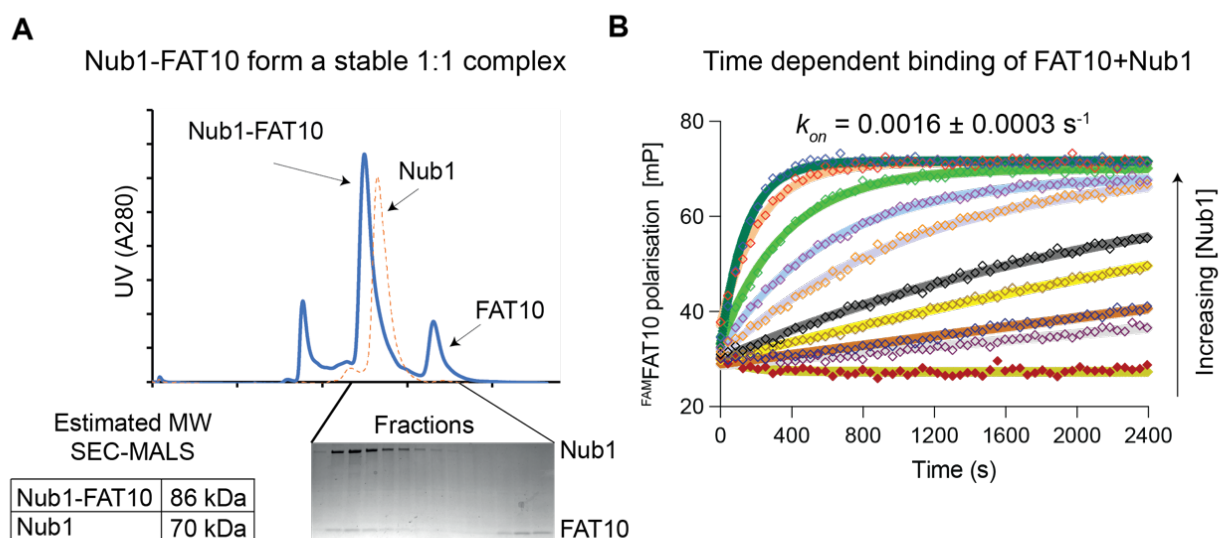 A
Nub1-FAT10 form a stable 1:1 complex
Nub1-FAT10
Nub1
FAT10
UV (A280)
Estimated MW
SEC-MALS
Nub1-FAT10 86 kDa
Nub1 70 kDa
Fractions
Nub1
FAT10
B
Time dependent binding of FAT10+Nub1
kon = 0.0016 ± 0.0003 s-1
80
60
40
20
FAMFAT10 polarisation [mP]
0 400 800 1200 1600 2000 2400
Time (s)
Increasing [Nub1]